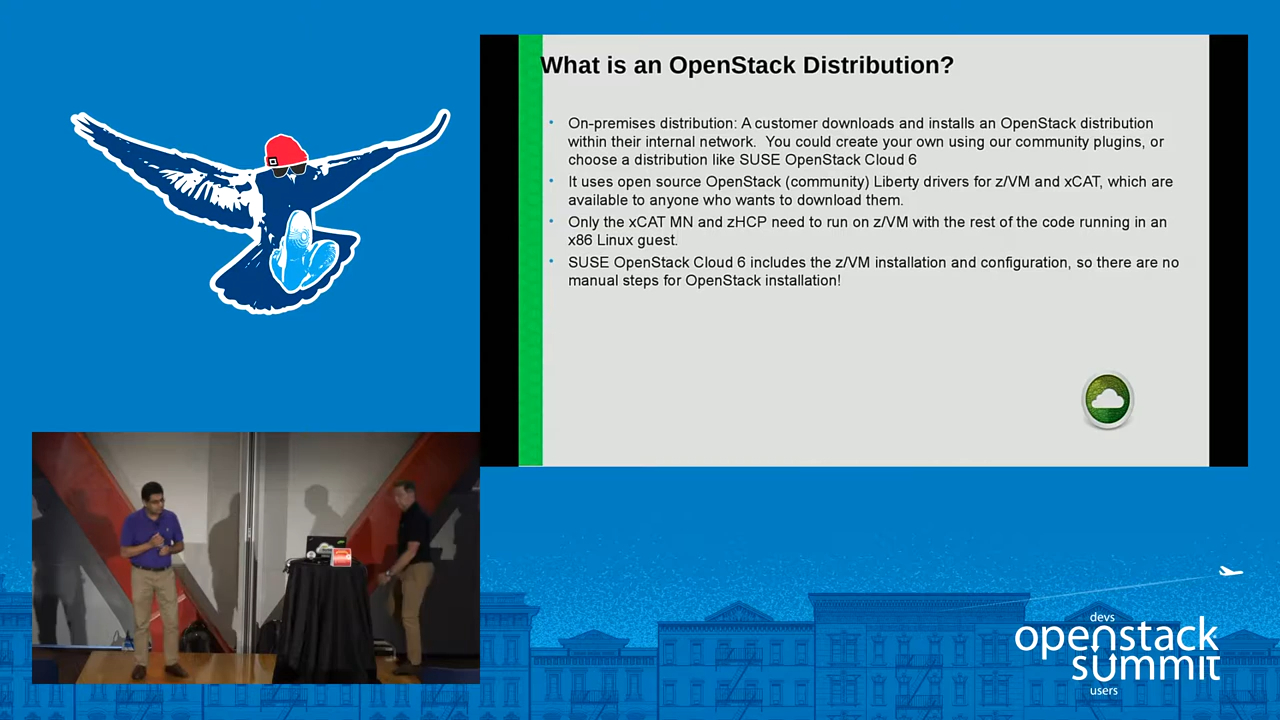 What is an OpenStack Distribution?
• On-premises distribution: A customer downloads and installs an OpenStack distribution
within their internal network.  You could create your own using our community plugins, or
choose a distribution like SUSE OpenStack Cloud 6
• It uses open source OpenStack (community) Liberty drivers for z/VM and xCAT, which are
available to anyone who wants to download them.
• Only the xCAT MN and zHCP need to run on z/VM with the rest of the code running in an
x86 Linux guest.
• SUSE OpenStack Cloud 6 includes the z/VM installation and configuration, so there are no
manual steps for OpenStack installation!
devs
openstack
summit
users